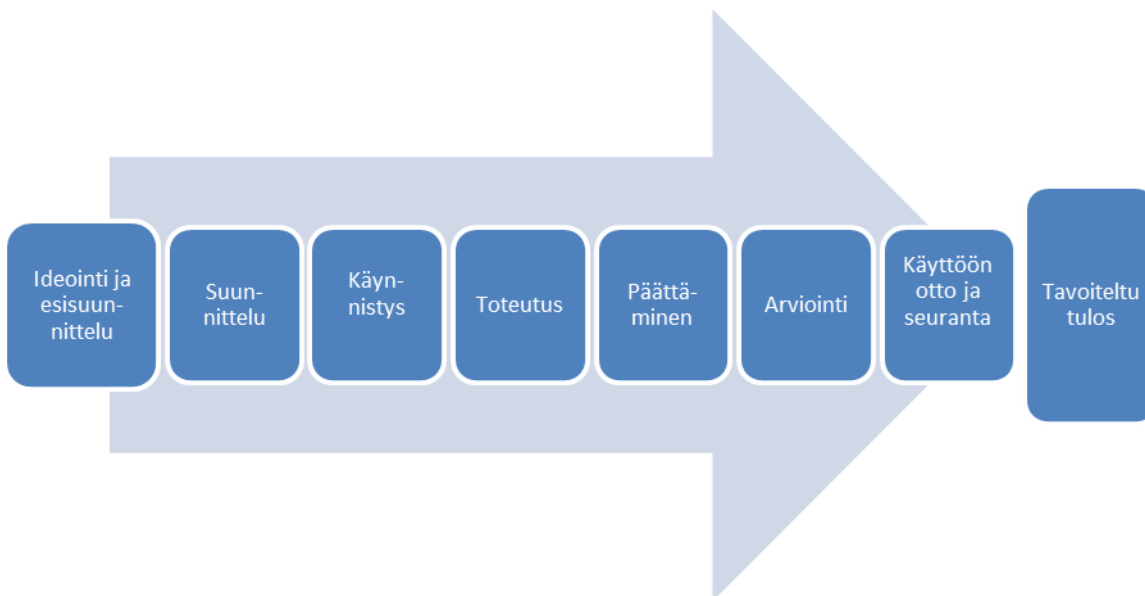 Ideointi ja
esisuun-
nittelu
Suun-
nittelu
Käyn-
nistys
Toteutus
Päättä-
minen
Arviointi
Käyttöön
otto ja
seuranta
Tavoiteltu
tulos